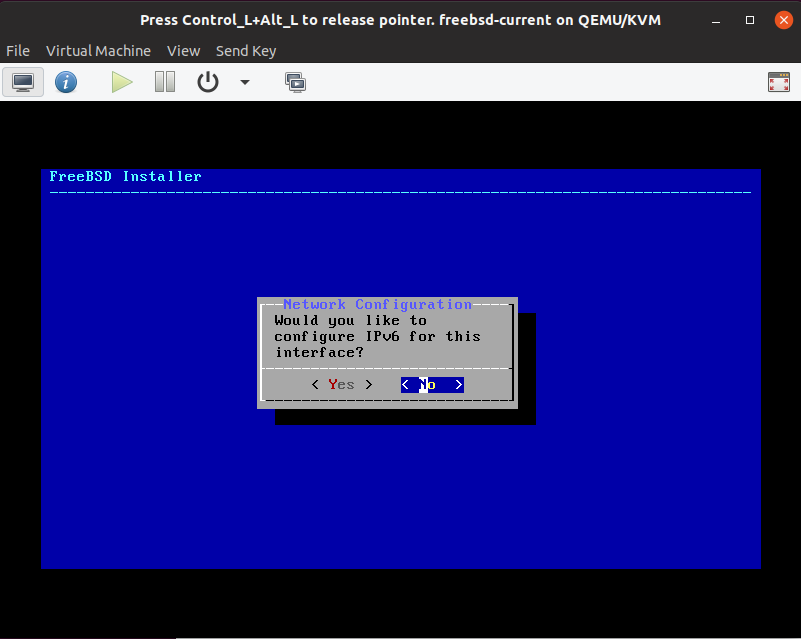 Press Control_L+Alt_L to release pointer. freebsd-current on QEMU/KVM
File Virtual Machine View Send Key
FreeBSD Installer
Network Configuration
Would you like to
configure IPv6 for this
interface?
< Yes > < No >